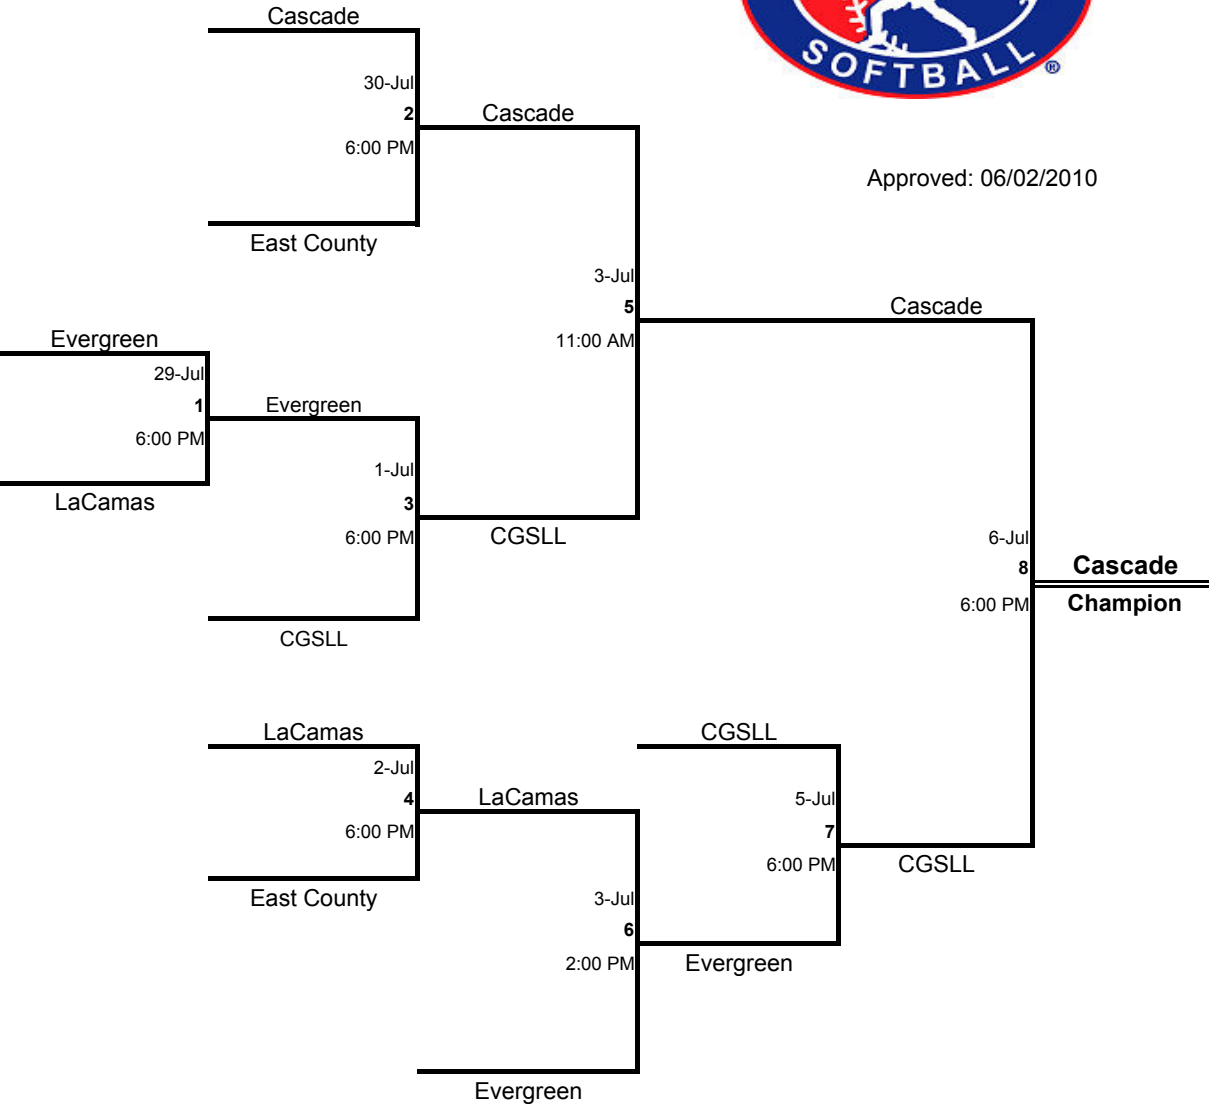 Cascade
SOFTBALL ®
30-Jul
2
Cascade
6:00 PM
Approved: 06/02/2010
East County
3-Jul
5
Cascade
11:00 AM
Evergreen
29-Jul
1
Evergreen
6:00 PM
1-Jul
LaCamas
3
6:00 PM
CGSLL
6-Jul
8
Cascade
6:00 PM
Champion
CGSLL
LaCamas
CGSLL
2-Jul
4
LaCamas
5-Jul
7
6:00 PM
6:00 PM
CGSLL
East County
3-Jul
6
2:00 PM
Evergreen
Evergreen